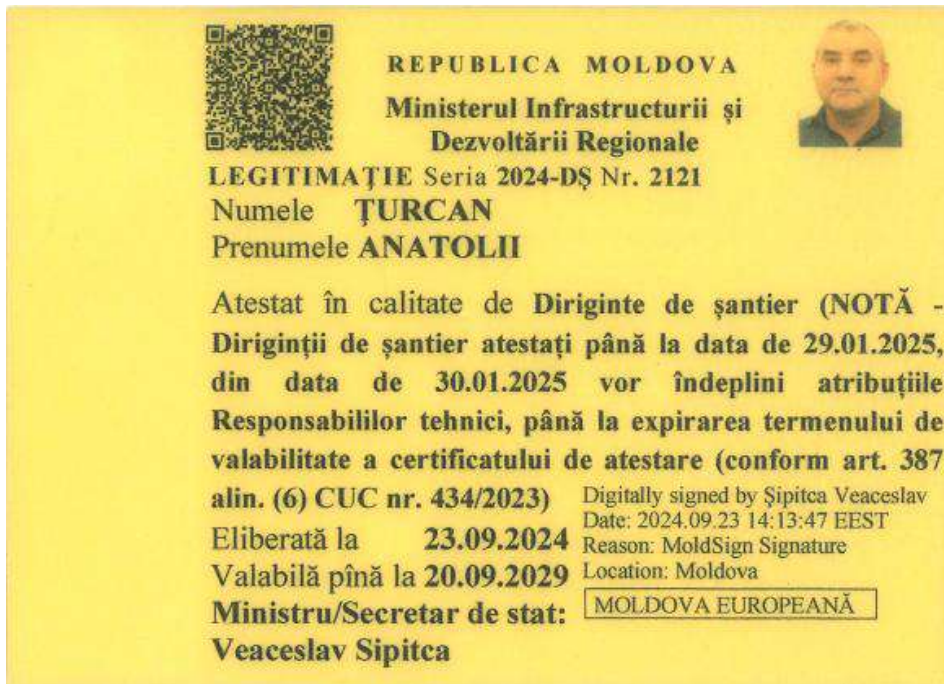 REPUBLICA MOLDOVA
Ministerul Infrastructurii și
Dezvoltării Regionale
LEGITIMAŢIE Seria 2024-DȘ Nr. 2121
Numele ŢURCAN
Prenumele ANATOLII
Atestat în calitate de Diriginte de șantier (NOTĂ -
Diriginții de șantier atestați până la data de 29.01.2025,
din data de 30.01.2025 vor îndeplini atribuțiile
Responsabililor tehnici, până la expirarea termenului de
valabilitate a certificatului de atestare (conform art. 387
alin. (6) CUC nr. 434/2023)
Digitally signed by Șipitca Veaceslav
Date: 2024.09.23 14:13:47 EEST
Reason: MoldSign Signature
Location: Moldova
MOLDOVA EUROPEANĂ
Eliberată la 23.09.2024
Valabilă pînă la 20.09.2029
Ministru/Secretar de stat:
Veaceslav Sipitca